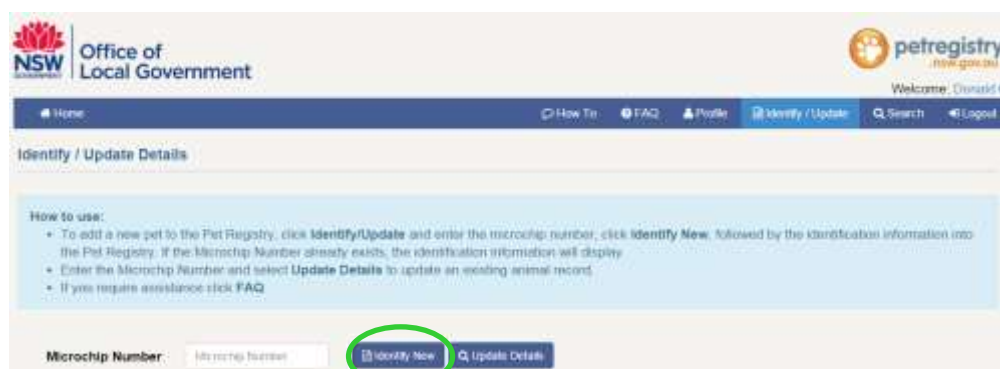 NSW
GOVERNMENT
Office of
Local Government
petregistry
.nsw.gov.au
Welcome: Donald
Home How To FAQ Profile Identify / Update Search Logout
Identify / Update Details
How to use:
• To add a new pet to the Pet Registry, click Identify/Update and enter the microchip number, click Identify New, followed by the identification information into
the Pet Registry. If the Microchip Number already exists, the identification information will display
• Enter the Microchip Number and select Update Details to update an existing animal record.
• If you require assistance click FAQ
Microchip Number: Microchip Number Identify New Update Details